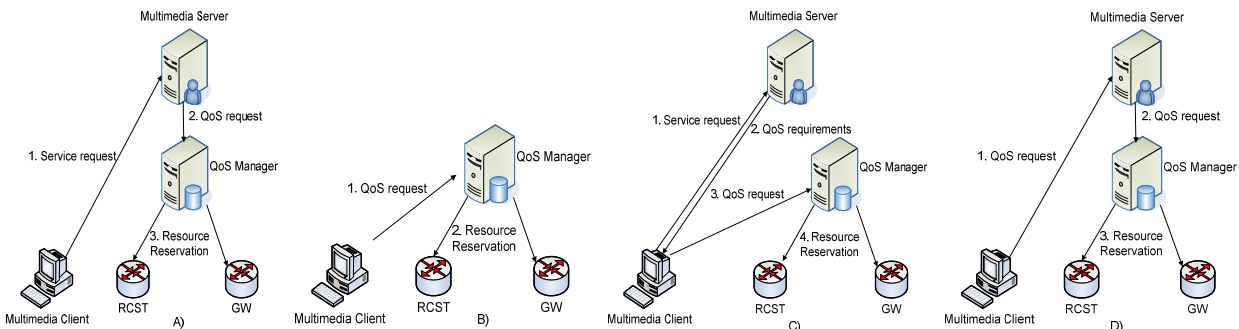 Multimedia Server
1. Service request
2. QoS request
QoS Manager
3. Resource
Reservation
Multimedia Client
RCST
GW
A)
1. QoS request
QoS Manager
2. Resource
Reservation
Multimedia Client
RCST
GW
B)
Multimedia Server
1. Service request
2. QoS requirements
3. QoS request
QoS Manager
4. Resource
Reservation
Multimedia Client
RCST
GW
C)
Multimedia Server
1. QoS request
2. QoS request
QoS Manager
3. Resource
Reservation
Multimedia Client
RCST
GW
D)